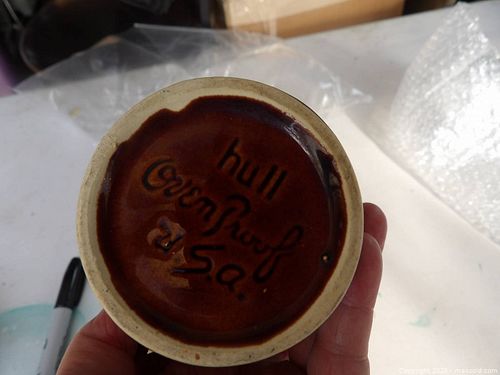 hull
Oven Proof
USa.